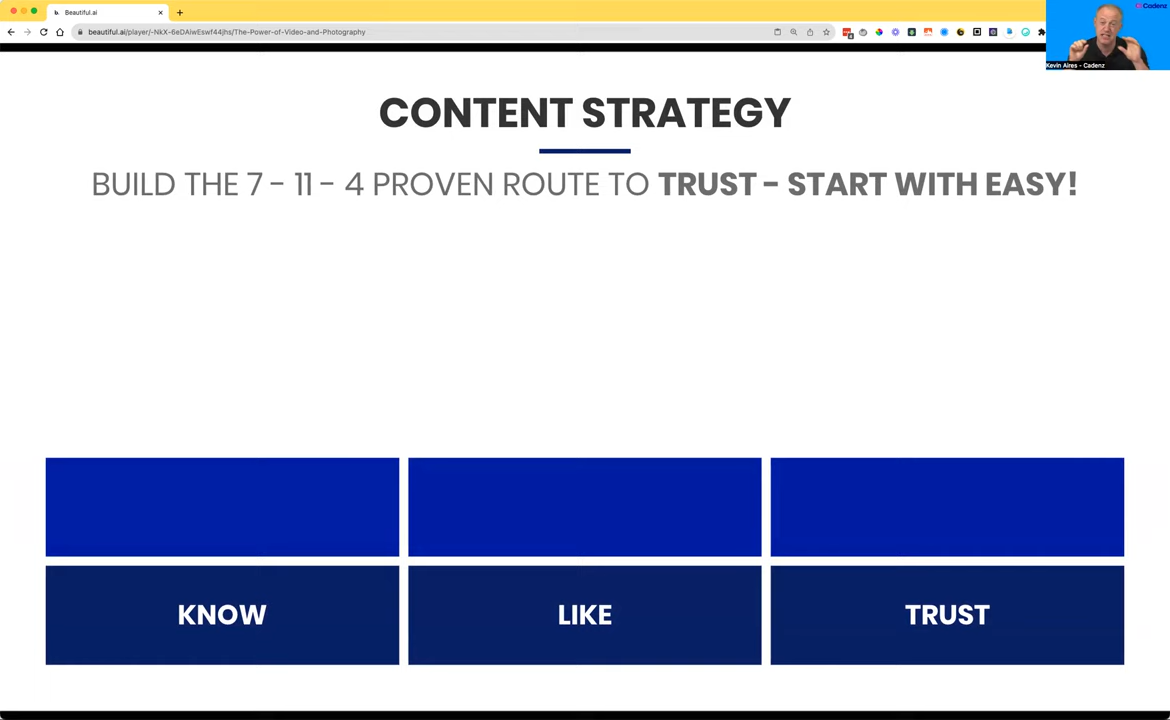 Beautiful.ai
beautiful.ai/player/-NkX-6eDAiwEswf44jhs/The-Power-of-Video-and-Photography
Cadenz
Kevin Aires - Cadenz
CONTENT STRATEGY
BUILD THE 7 - 11 - 4 PROVEN ROUTE TO TRUST - START WITH EASY!
KNOW
LIKE
TRUST